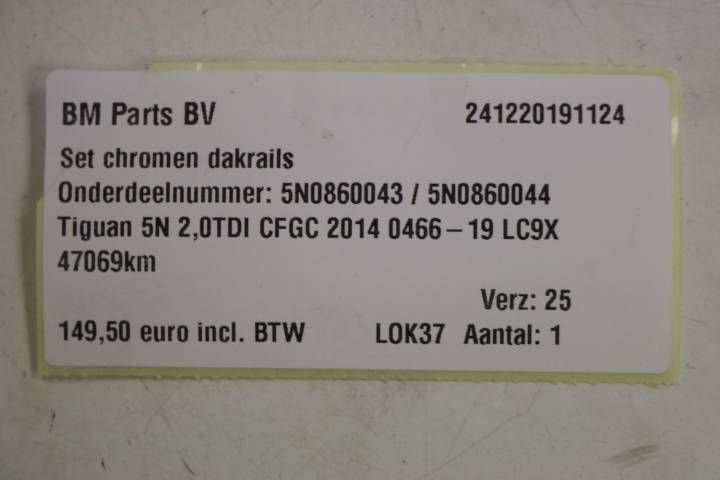 BM Parts BV 241220191124
Set chromen dakrails
Onderdeelnummer: 5N0860043 / 5N0860044
Tiguan 5N 2,0TDI CFGC 2014 0466 – 19 LC9X
47069km
Verz: 25
149,50 euro incl. BTW LOK37 Aantal: 1